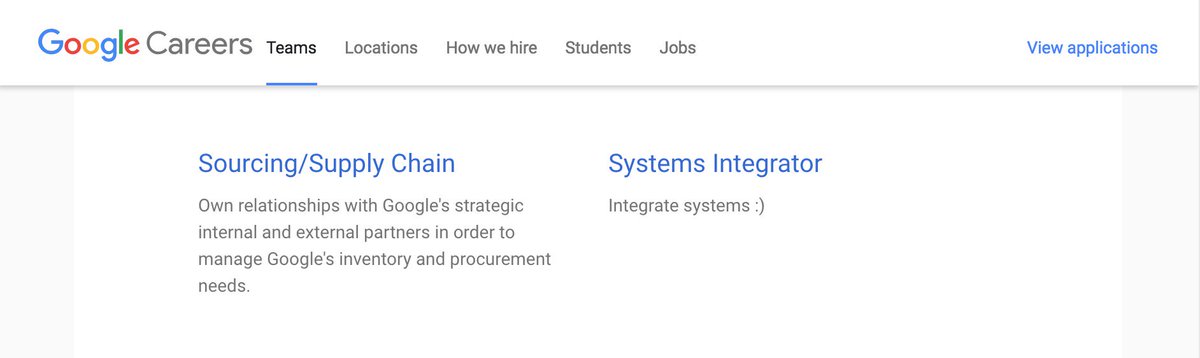 Google Careers Teams Locations How we hire Students Jobs View applications
Sourcing/Supply Chain
Own relationships with Google's strategic
internal and external partners in order to
manage Google's inventory and procurement
needs.
Systems Integrator
Integrate systems :)